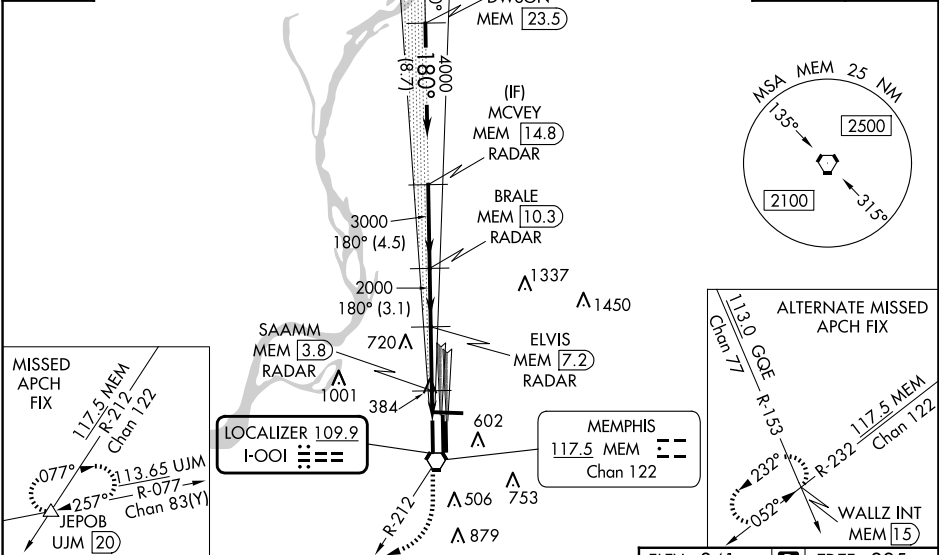 MEM 23.5
180°
4000
(8.7)
(IF)
MCVEY
MEM 14.8
RADAR
BRALE
MEM 10.3
RADAR
3000
180° (4.5)
2000
180° (3.1)
1337
1450
720
ELVIS
MEM 7.2
RADAR
SAAMM
MEM 3.8
RADAR
1001
384
602
LOCALIZER 109.9
I-OOI
MEMPHIS
117.5 MEM
Chan 122
R-212
506
753
879
MSA MEM 25 NM
135°
2500
2100
315°
MISSED
APCH
FIX
117.5 MEM
R-212
Chan 122
077°
113.65 UJM
257°
R-077
Chan 83(Y)
JEPOB
UJM 20
ALTERNATE MISSED
APCH FIX
113.0 GQE
Chan 77
R-153
117.5 MEM
R-232
Chan 122
232°
052°
WALLZ INT
MEM 15